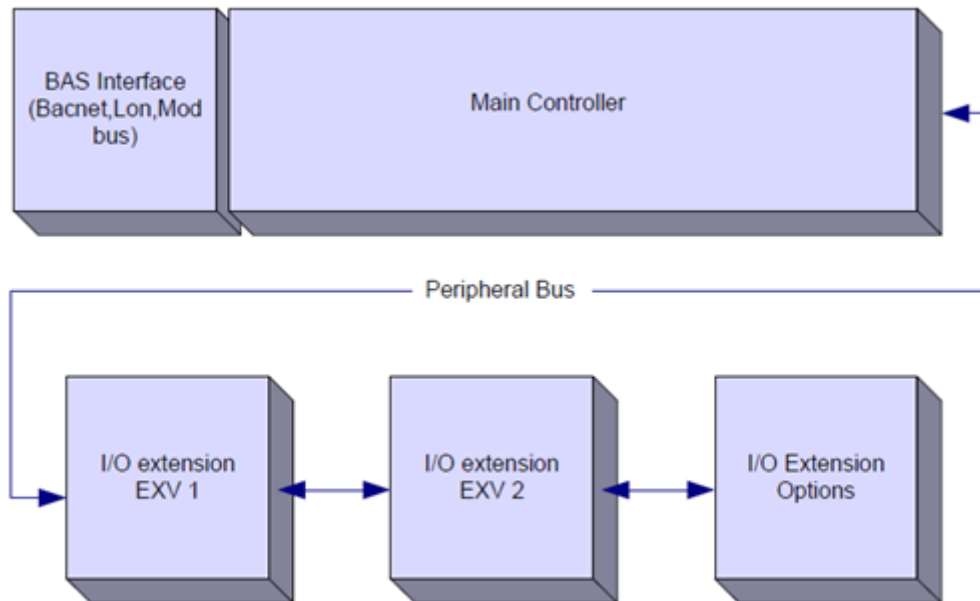 BAS Interface
(Bacnet,Lon,Mod
bus)
Main Controller
Peripheral Bus
I/O extension
EXV 1
I/O extension
EXV 2
I/O Extension
Options